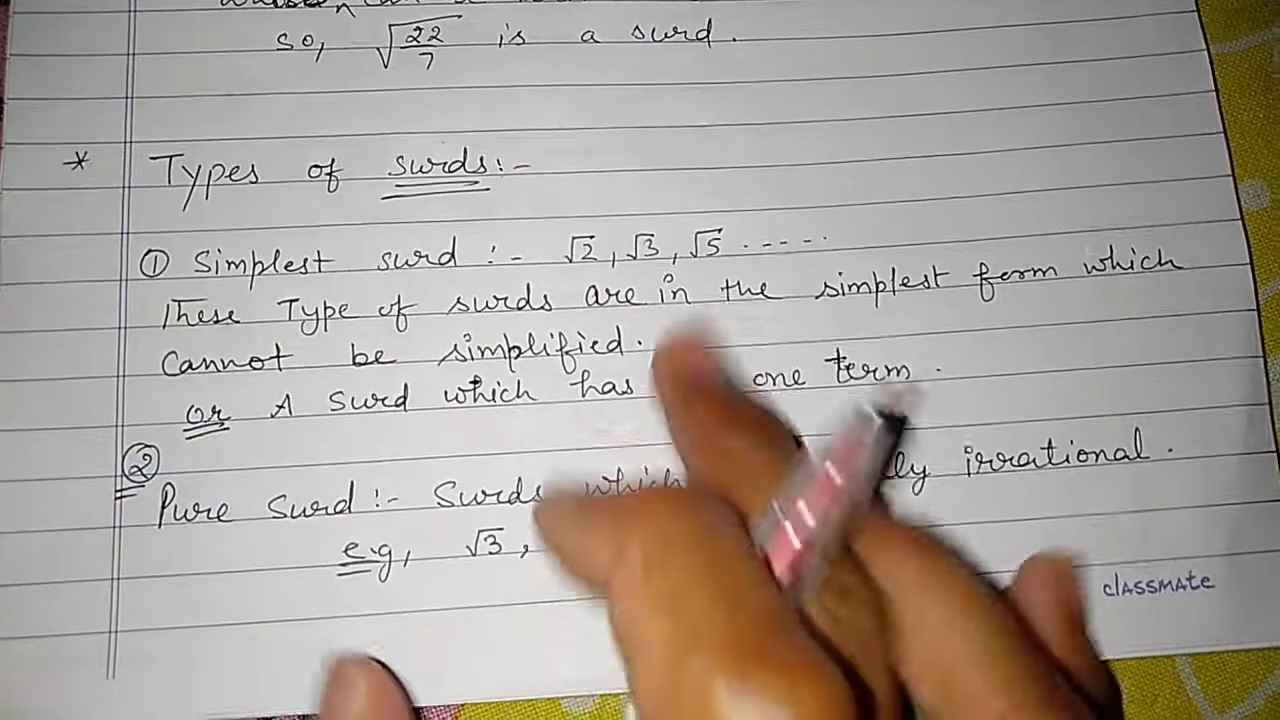 so, √22/7 is a surd.
* Types of surds:-
① Simplest surd :- √2, √3, √5 .....
These Type of surds are in the simplest form which
Cannot be simplified.
or A surd which has one term.
② Pure Surd :- Surds which irrational.
e.g, √3,
classmate